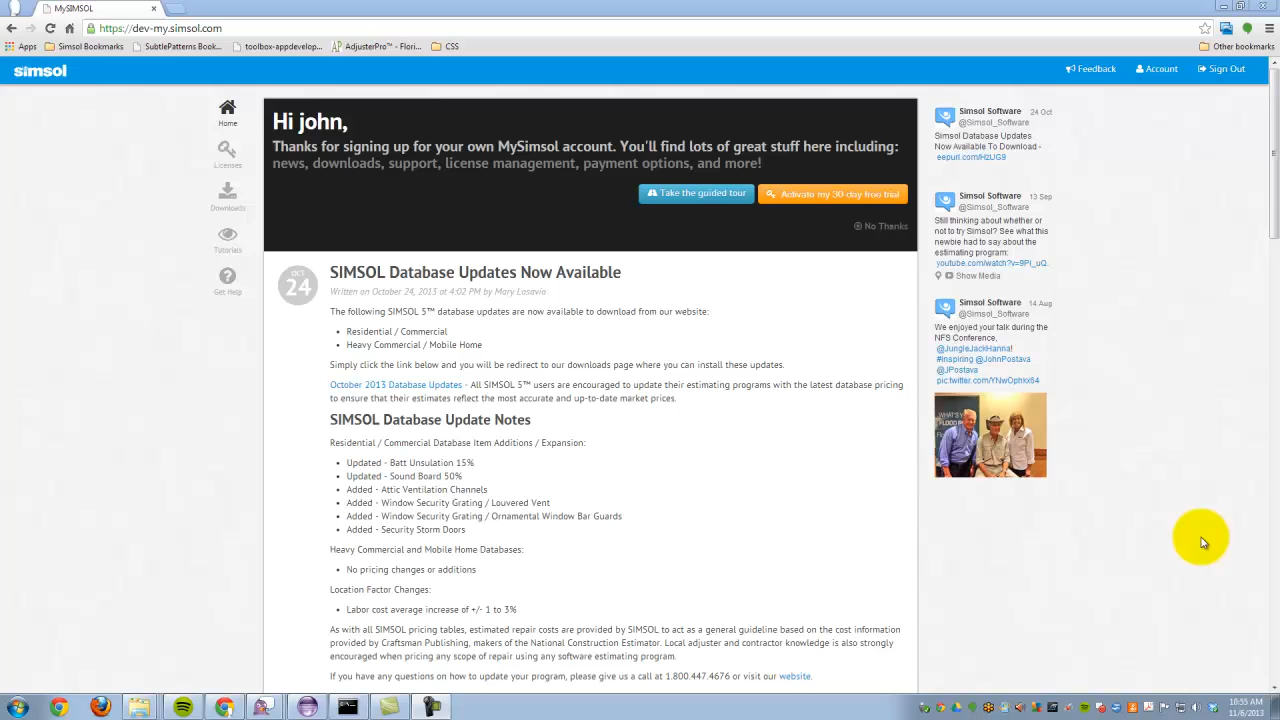 MySIMSOL
https://dev-my.simsol.com
Apps
Simsol Bookmarks
SubtlePatterns Book...
toolbox-appdevelop...
AdjusterPro™ - Flori...
CSS
Other bookmarks
simsol
Feedback
Account
Sign Out
Home
Licenses
Downloads
Tutorials
Get Help
Hi john,
Thanks for signing up for your own MySimsol account. You'll find lots of great stuff here including:
news, downloads, support, license management, payment options, and more!
Take the guided tour
Activate my 30-day free trial
No Thanks
OCT
24
SIMSOL Database Updates Now Available
Written on October 24, 2013 at 4:02 PM by Mary Losavio
The following SIMSOL 5™ database updates are now available to download from our website:
• Residential / Commercial
• Heavy Commercial / Mobile Home
Simply click the link below and you will be redirect to our downloads page where you can install these updates.
October 2013 Database Updates - All SIMSOL 5™ users are encouraged to update their estimating programs with the latest database pricing
to ensure that their estimates reflect the most accurate and up-to-date market prices.
SIMSOL Database Update Notes
Residential / Commercial Database Item Additions / Expansion:
• Updated - Batt Unsulation 15%
• Updated - Sound Board 50%
• Added - Attic Ventilation Channels
• Added - Window Security Grating / Louvered Vent
• Added - Window Security Grating / Ornamental Window Bar Guards
• Added - Security Storm Doors
Heavy Commercial and Mobile Home Databases:
• No pricing changes or additions
Location Factor Changes:
• Labor cost average increase of +/- 1 to 3%
As with all SIMSOL pricing tables, estimated repair costs are provided by SIMSOL to act as a general guideline based on the cost information
provided by Craftsman Publishing, makers of the National Construction Estimator. Local adjuster and contractor knowledge is also strongly
encouraged when pricing any scope of repair using any software estimating program.
If you have any questions on how to update your program, please give us a call at 1.800.447.4676 or visit our website.
Simsol Software 24 Oct
@Simsol_Software
Simsol Database Updates
Now Available To Download -
eepurl.com/HzUG9
Simsol Software 13 Sep
@Simsol_Software
Still thinking about whether or
not to try Simsol? See what this
newbie had to say about the
estimating program:
youtube.com/watch?v=9Pl_uQ...
Show Media
Simsol Software 14 Aug
@Simsol_Software
We enjoyed your talk during the
NFS Conference,
@JungleJackHanna!
#Inspiring @JohnPostava
@JPostava
pic.twitter.com/YNwOphkx64
WHAT'S Y
FLOOD
10:55 AM
11/6/2013